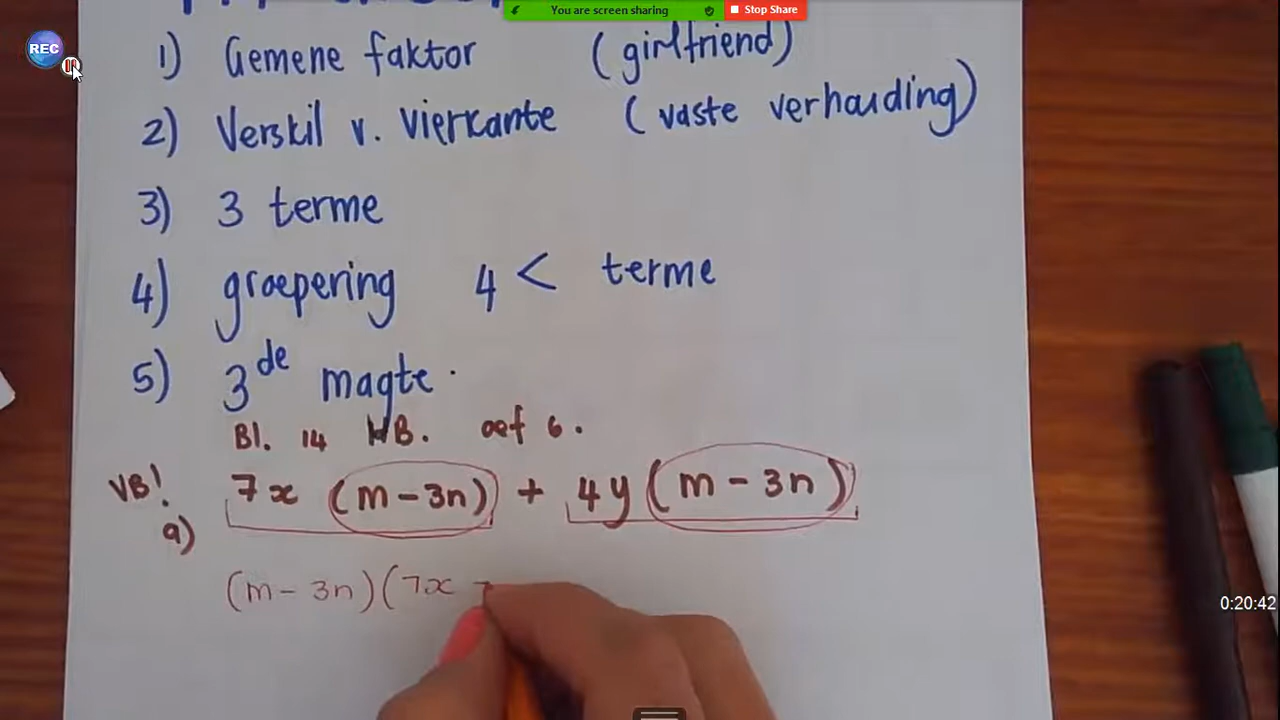 You are screen sharing Stop Share
REC
1) Gemene faktor (girlfriend)
2) Verskil v. vierkante (vaste verhouding)
3) 3 terme
4) groepering 4 < terme
5) 3de magte.
Bl. 14 WB. oef 6.
VB! 7x (m - 3n) + 4y (m - 3n)
a)
(m - 3n)(7x
0:20:42